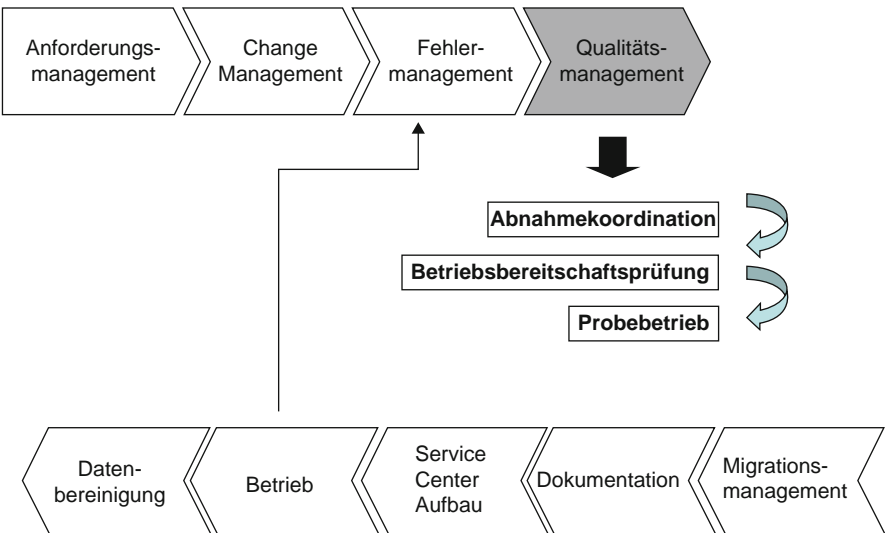 Anforderungs-
management
Change
Management
Fehler-
management
Qualitäts-
management
Abnahmekoordination
Betriebsbereitschaftsprüfung
Probebetrieb
Daten-
bereinigung
Betrieb
Service
Center
Aufbau
Dokumentation
Migrations-
management